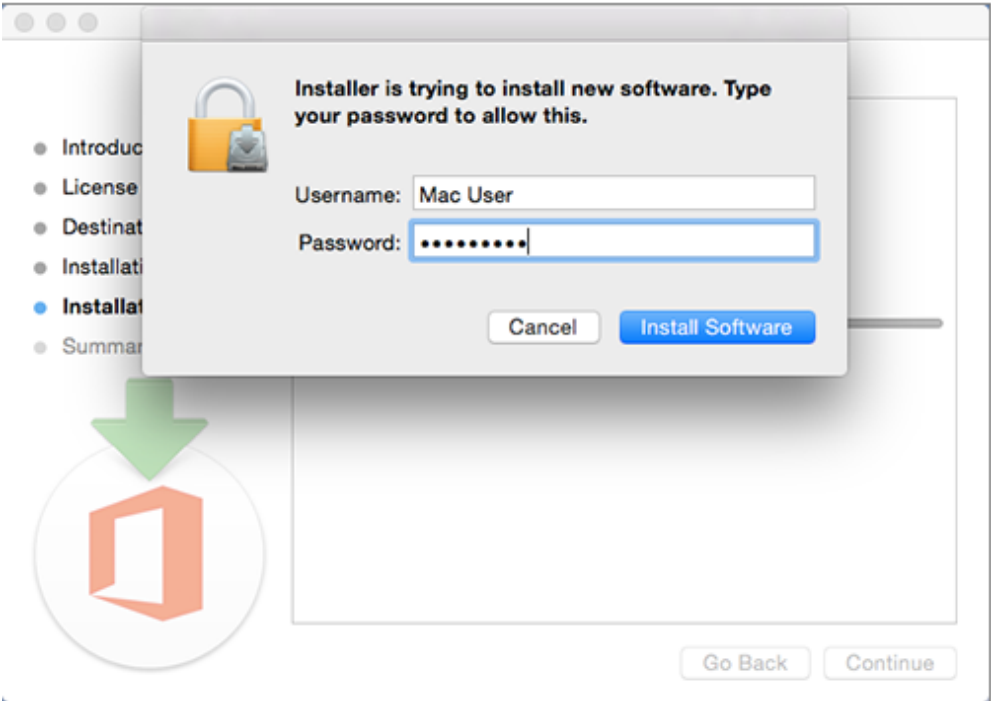 Installer is trying to install new software. Type
your password to allow this.
Username: Mac User
Password: •••••••••
Cancel Install Software
Introduc
License
Destinat
Installati
Installat
Summar
Go Back Continue